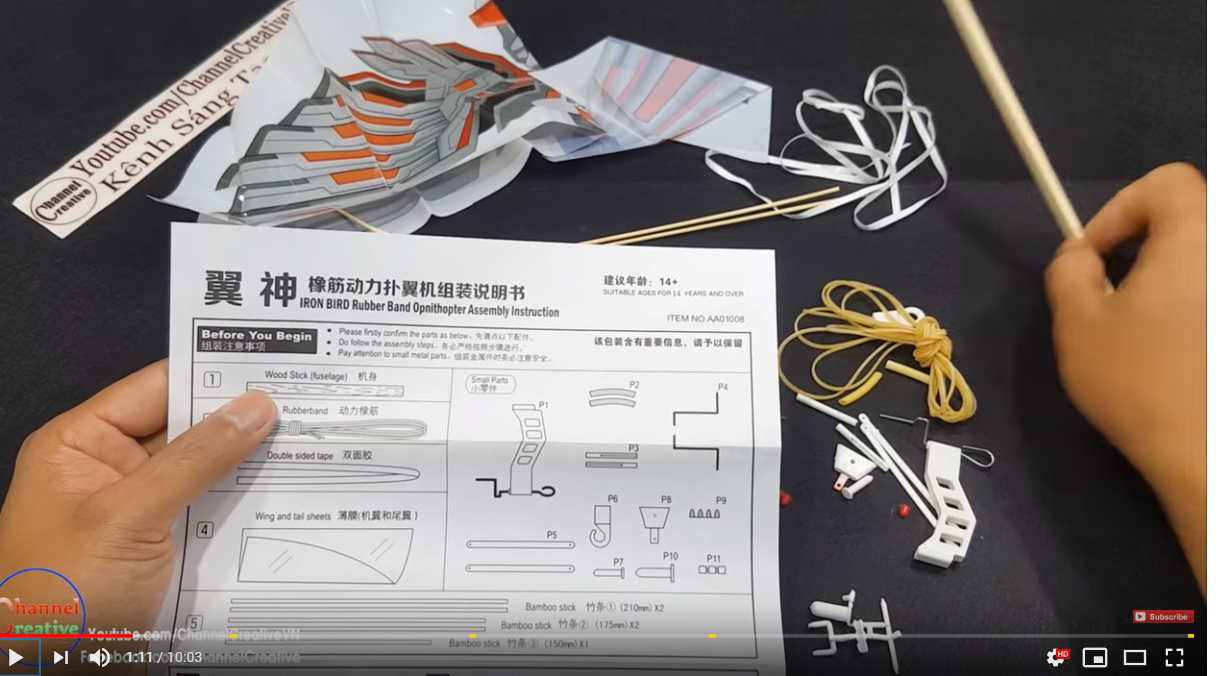 Youtube.com/ChannelCreativeV
Kênh Sáng Tạ
Channel
Creative
翼神 橡筋动力扑翼机组装说明书
IRON BIRD Rubber Band Opnithopter Assembly Instruction
建议年龄：14+
SUITABLE AGES FOR 14 YEARS AND OVER
ITEM NO.AA01008
Before You Begin
组装注意事项
• Please firstly confirm the parts as below，先清点以下配件。
• Do follow the assembly steps，务必严格按照步骤进行。
• Pay attention to small metal parts，组装金属件时务必注意安全。
该包装含有重要信息，请予以保留
1
Wood Stick (fuselage) 机身
Rubberband 动力橡筋
Double sided tape 双面胶
4
Wing and tail sheets 薄膜(机翼和尾翼)
Small Parts
小零件
P1
P2
P4
P3
P6
P8
P9
P5
P7
P10
P11
5
Bamboo stick 竹条① (210mm) X2
Bamboo stick 竹条② (175mm) X2
Bamboo stick 竹条③ (150mm) X1
Channel
Creative
Youtube.com/ChannelCreativeVN
Facebook.com/ChannelCreative
1:11 / 10:03
Subscribe
HD